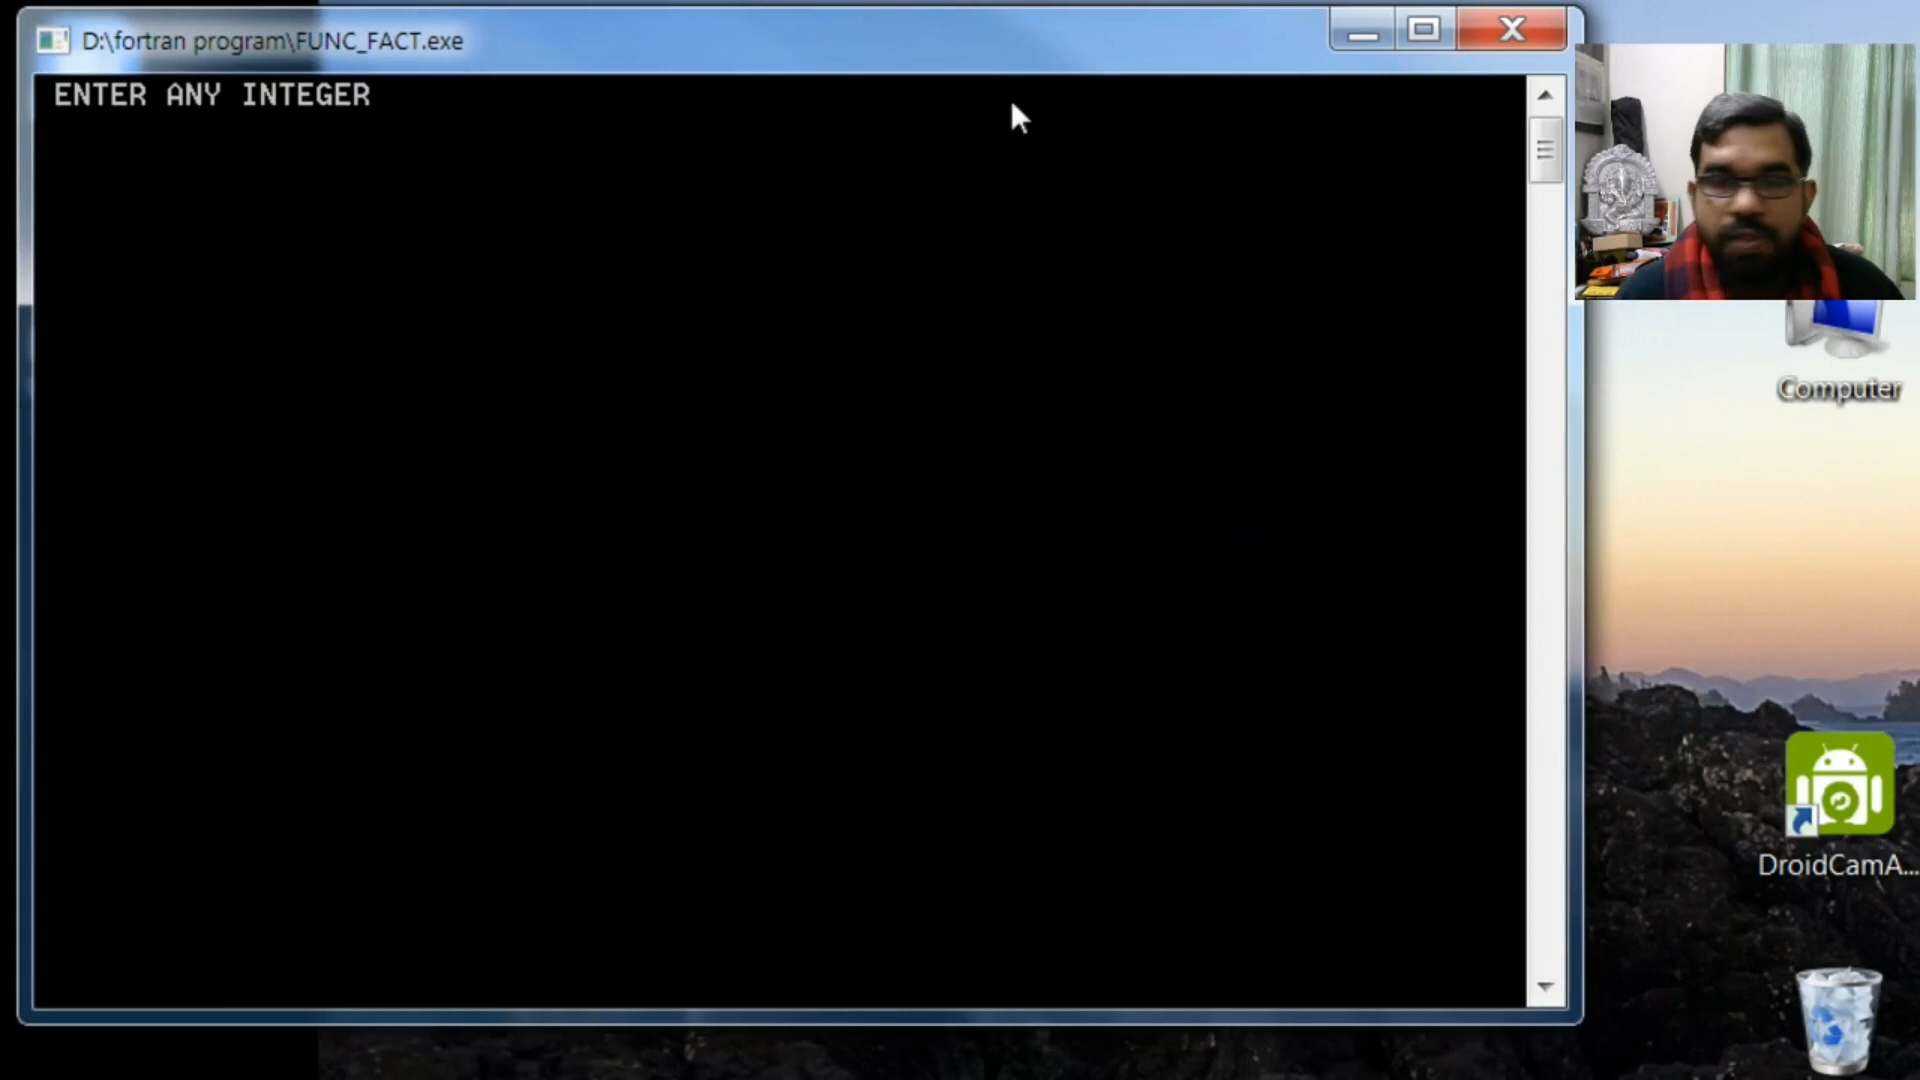 D:\fortran program\FUNC_FACT.exe
ENTER ANY INTEGER
Computer
DroidCamA...